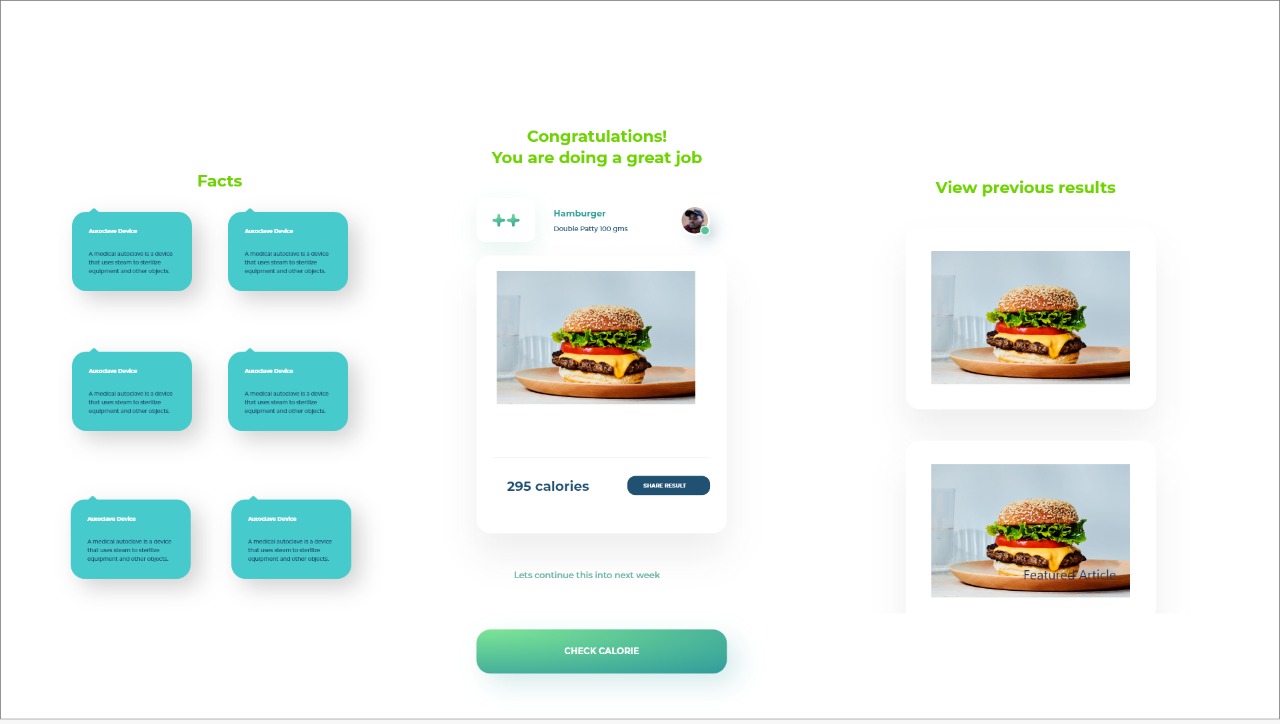 Facts
Autoclave Device
A medical autoclave is a device
that uses steam to sterilize
equipment and other objects.
Autoclave Device
A medical autoclave is a device
that uses steam to sterilize
equipment and other objects.
Autoclave Device
A medical autoclave is a device
that uses steam to sterilize
equipment and other objects.
Autoclave Device
A medical autoclave is a device
that uses steam to sterilize
equipment and other objects.
Autoclave Device
A medical autoclave is a device
that uses steam to sterilize
equipment and other objects.
Autoclave Device
A medical autoclave is a device
that uses steam to sterilize
equipment and other objects.
Congratulations!
You are doing a great job
Hamburger
Double Patty 100 gms
295 calories
SHARE RESULT
Lets continue this into next week
CHECK CALORIE
View previous results
Featured Article